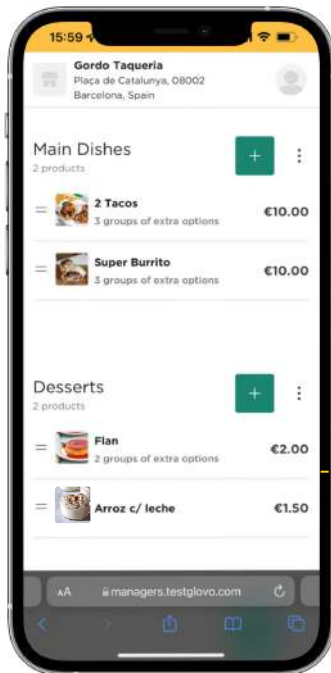 15:59
Gordo Taqueria
Plaça de Catalunya, 08002
Barcelona, Spain
Main Dishes
2 products
+
2 Tacos
3 groups of extra options
€10.00
Super Burrito
3 groups of extra options
€10.00
Desserts
2 products
+
Flan
2 groups of extra options
€2.00
Arroz c/ leche
€1.50
AA
managers.testglovo.com